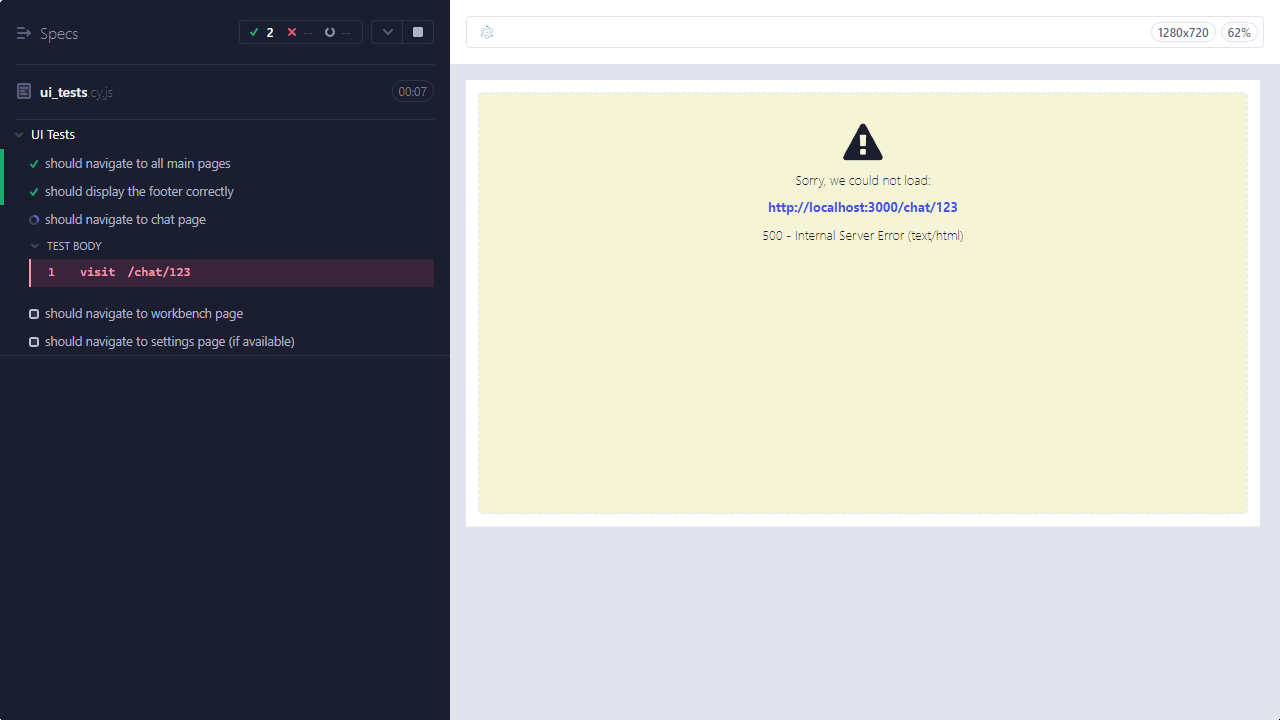 Specs
2 -- --
ui_tests.cy.js 00:07
UI Tests
should navigate to all main pages
should display the footer correctly
should navigate to chat page
TEST BODY
1 visit /chat/123
should navigate to workbench page
should navigate to settings page (if available)
1280x720 62%
Sorry, we could not load:
http://localhost:3000/chat/123
500 - Internal Server Error (text/html)